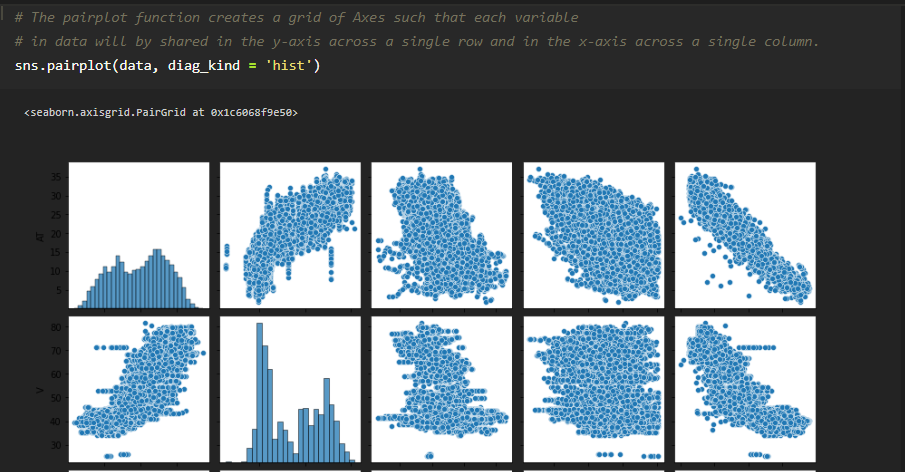 # The pairplot function creates a grid of Axes such that each variable
# in data will by shared in the y-axis across a single row and in the x-axis across a single column.
sns.pairplot(data, diag_kind = 'hist')
<seaborn.axisgrid.PairGrid at 0x1c6068f9e50>
35
30
25
20
15
10
5
AT
80
70
60
50
40
30
V